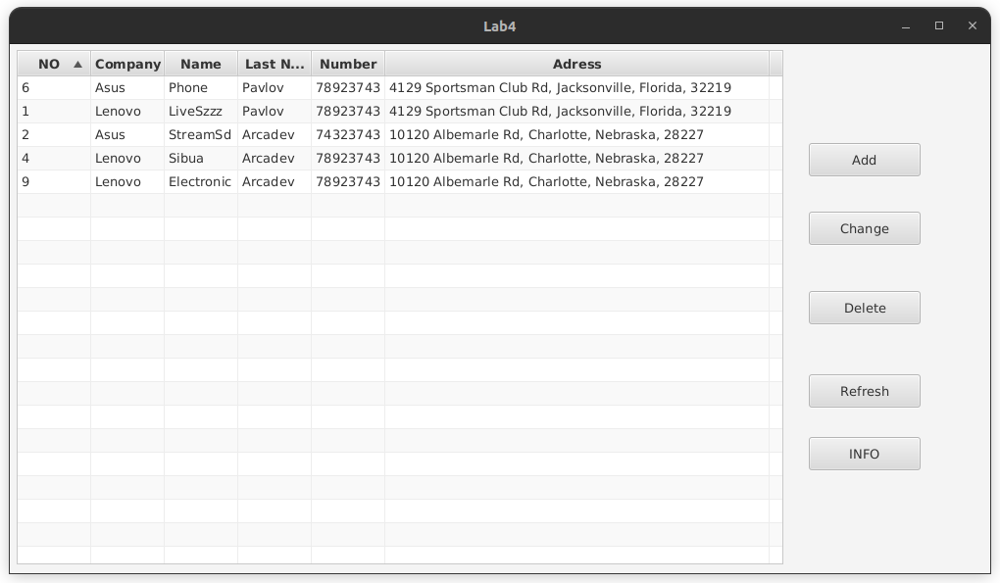 Lab4
NO Company Name Last N... Number Adress
6 Asus Phone Pavlov 78923743 4129 Sportsman Club Rd, Jacksonville, Florida, 32219
1 Lenovo LiveSzzz Pavlov 78923743 4129 Sportsman Club Rd, Jacksonville, Florida, 32219
2 Asus StreamSd Arcadev 74323743 10120 Albemarle Rd, Charlotte, Nebraska, 28227
4 Lenovo Sibua Arcadev 78923743 10120 Albemarle Rd, Charlotte, Nebraska, 28227
9 Lenovo Electronic Arcadev 78923743 10120 Albemarle Rd, Charlotte, Nebraska, 28227
Add
Change
Delete
Refresh
INFO